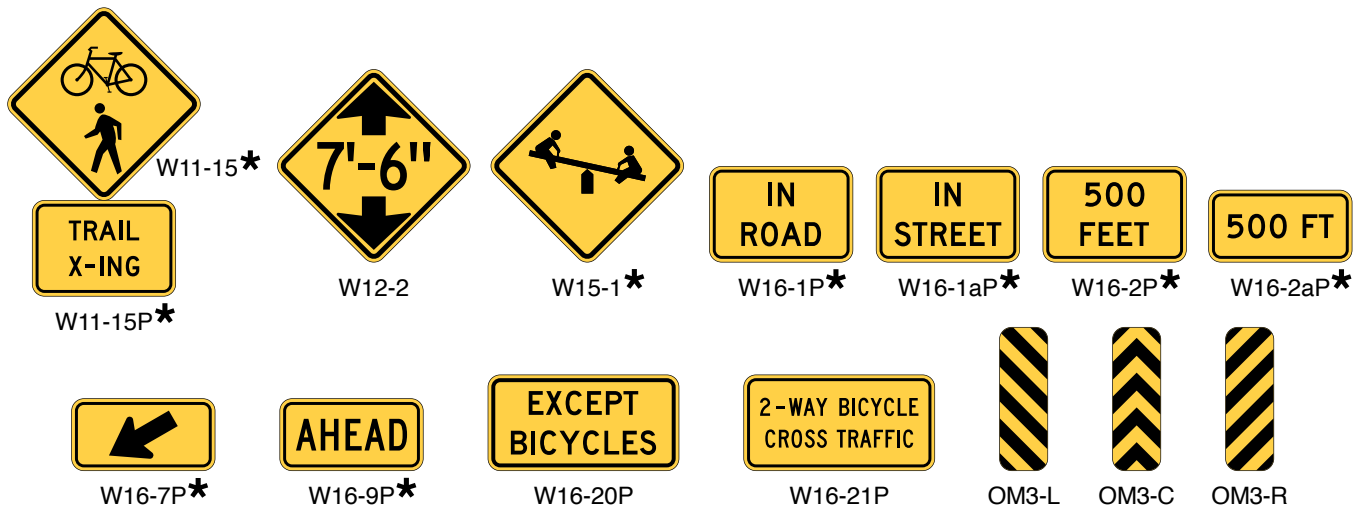 W11-15*
TRAIL
X-ING
W11-15P*
7'-6"
W12-2
W15-1*
IN
ROAD
W16-1P*
IN
STREET
W16-1aP*
500
FEET
W16-2P*
500 FT
W16-2aP*
W16-7P*
AHEAD
W16-9P*
EXCEPT
BICYCLES
W16-20P
2-WAY BICYCLE
CROSS TRAFFIC
W16-21P
OM3-L
OM3-C
OM3-R